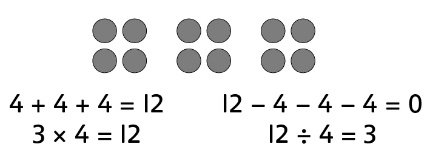 4 + 4 + 4 = 12 12 − 4 − 4 − 4 = 0
3 × 4 = 12 12 ÷ 4 = 3